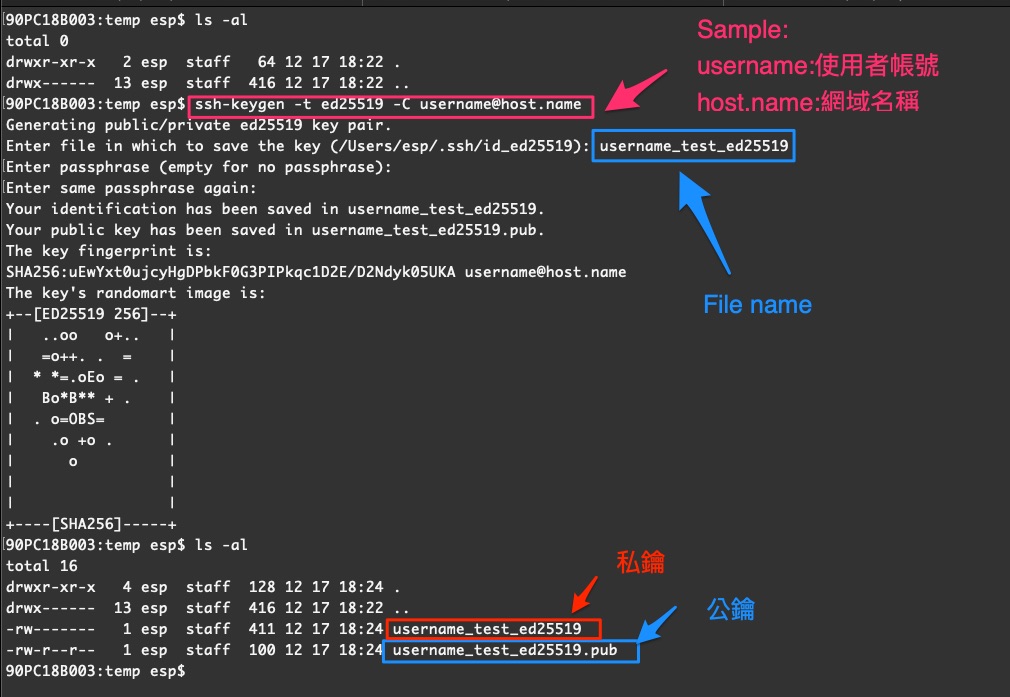 90PC18B003:temp esp$ ls -al
total 0
drwxr-xr-x   2 esp  staff   64 12 17 18:22 .
drwx------  13 esp  staff  416 12 17 18:22 ..
90PC18B003:temp esp$ ssh-keygen -t ed25519 -C username@host.name
Sample:
username:使用者帳號
host.name:網域名稱
Generating public/private ed25519 key pair.
Enter file in which to save the key (/Users/esp/.ssh/id_ed25519): username_test_ed25519
File name
Enter passphrase (empty for no passphrase):
Enter same passphrase again:
Your identification has been saved in username_test_ed25519.
Your public key has been saved in username_test_ed25519.pub.
The key fingerprint is:
SHA256:uEwYxt0ujcyHgDPbkF0G3PIPkqc1D2E/D2Ndyk05UKA username@host.name
The key's randomart image is:
+--[ED25519 256]--+
|   ..oo   o+..   |
|   =o++. .  =    |
|  * *=.oEo = .   |
|   Bo*B** + .    |
|  . o=OBS=       |
|    .o +o .      |
|      o          |
|                 |
|                 |
+----[SHA256]-----+
90PC18B003:temp esp$ ls -al
total 16
drwxr-xr-x   4 esp  staff  128 12 17 18:24 .
drwx------  13 esp  staff  416 12 17 18:22 ..
私鑰
-rw-------   1 esp  staff  411 12 17 18:24 username_test_ed25519
公鑰
-rw-r--r--   1 esp  staff  100 12 17 18:24 username_test_ed25519.pub
90PC18B003:temp esp$